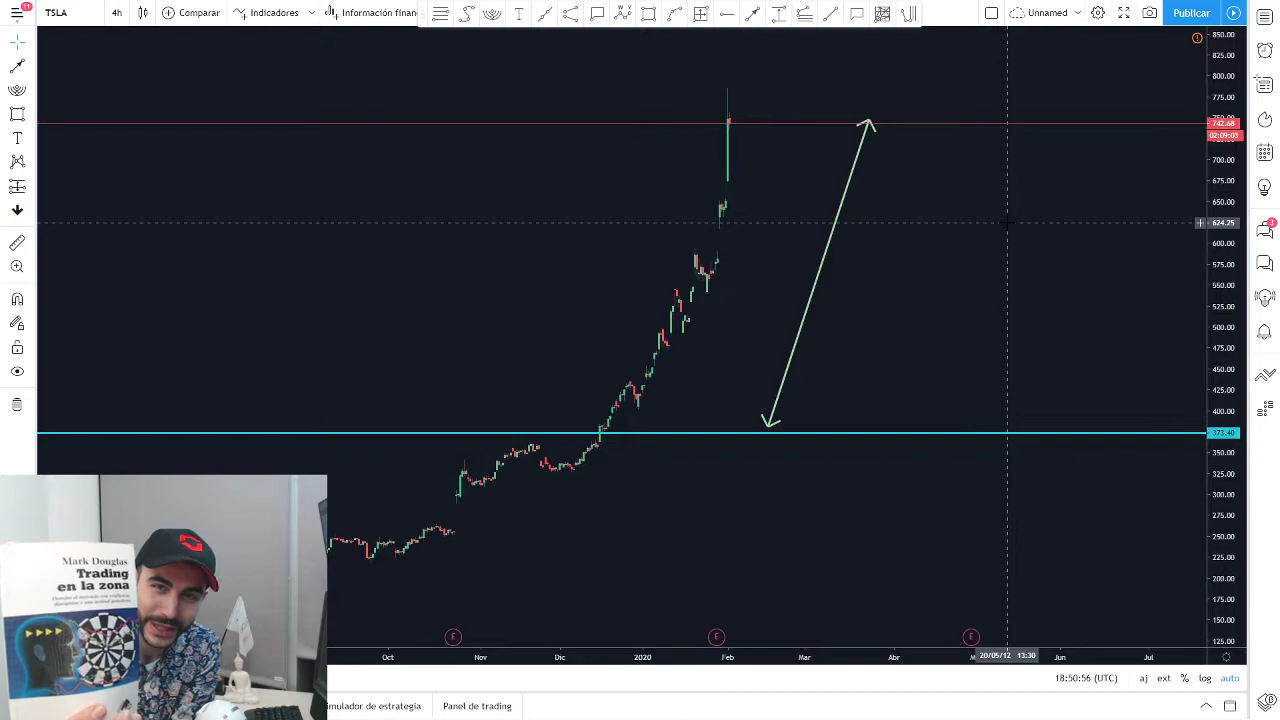 11
TSLA
4h
Comparar
Indicadores
Información finan
Unnamed
Publicar
850.00
825.00
800.00
775.00
742.68
02:09:03
700.00
675.00
650.00
624.25
600.00
575.00
550.00
525.00
500.00
475.00
450.00
425.00
400.00
373.40
350.00
325.00
300.00
275.00
250.00
225.00
200.00
175.00
150.00
125.00
3
Mark Douglas
Trading
en la zona
E
E
E
Oct
Nov
Dic
2020
Feb
Mar
Abr
20/05/12 13:30
Jun
Jul
18:50:56 (UTC)
aj
ext
%
log
auto
imulador de estrategia
Panel de trading